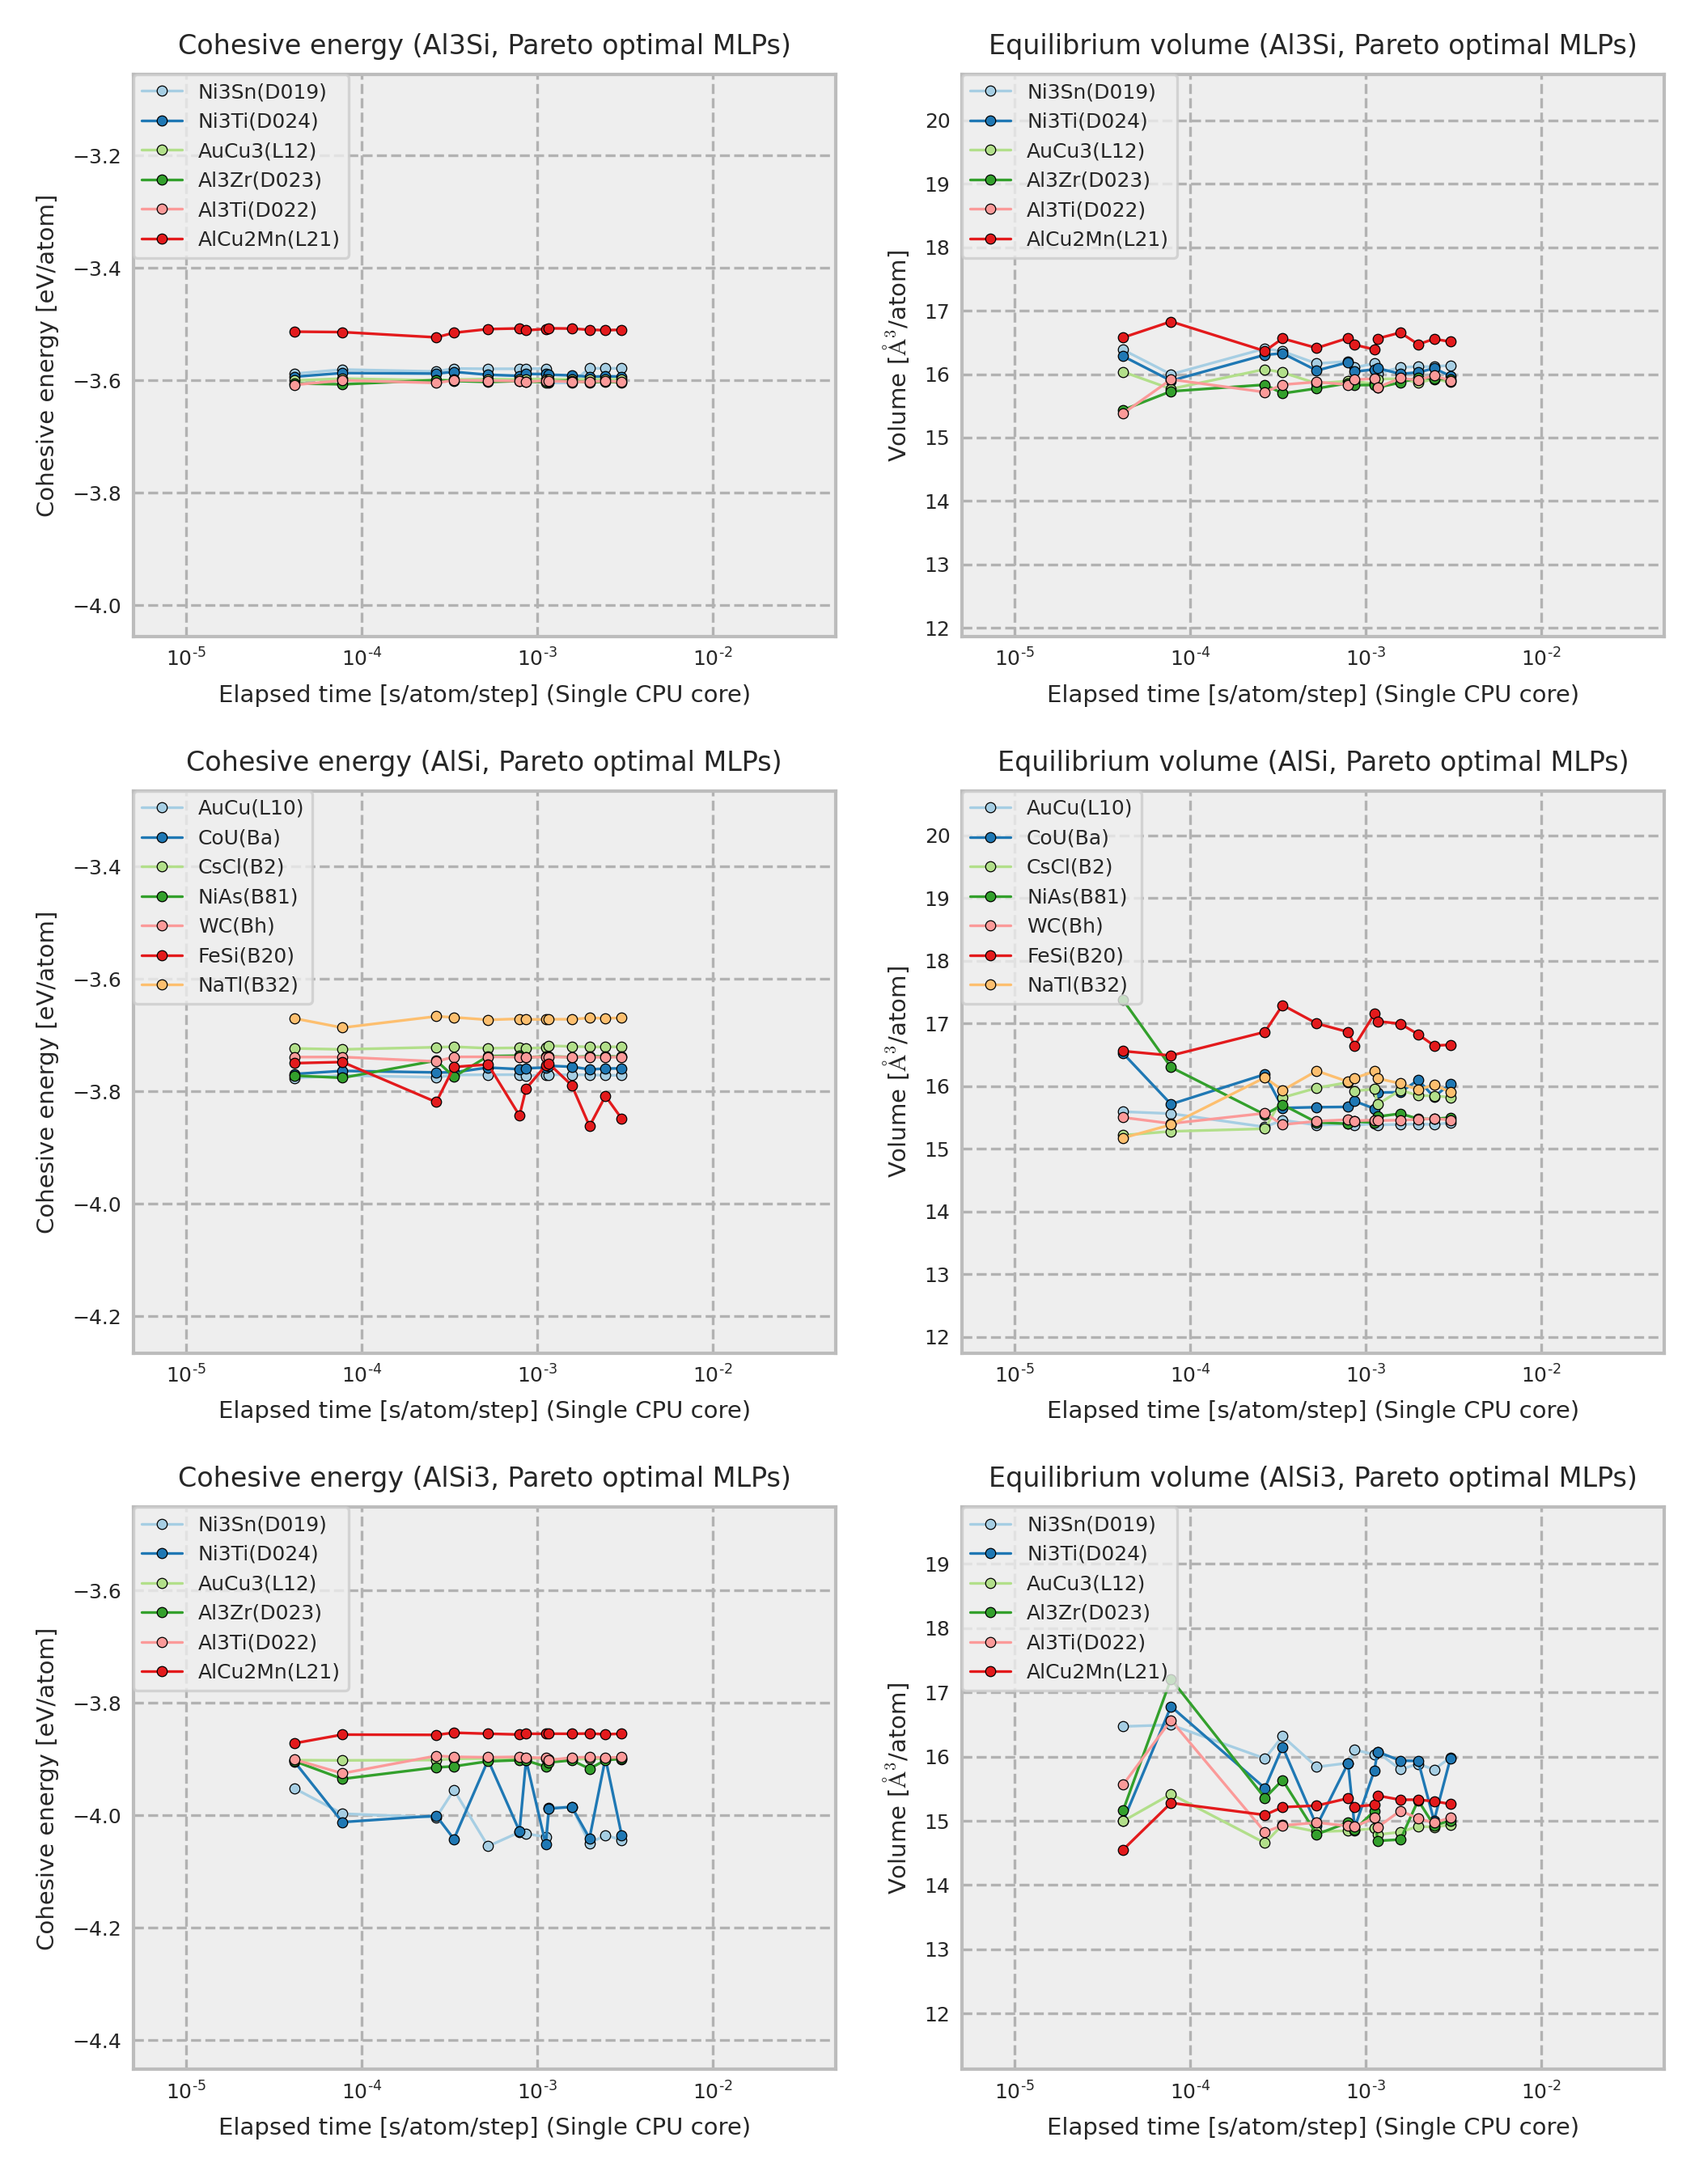 Cohesive energy (Al3Si, Pareto optimal MLPs)
Ni3Sn(D019)
Ni3Ti(D024)
AuCu3(L12)
Al3Zr(D023)
Al3Ti(D022)
AlCu2Mn(L21)
−3.2
−3.4
−3.6
−3.8
−4.0
Cohesive energy [eV/atom]
10^-5 10^-4 10^-3 10^-2
Elapsed time [s/atom/step] (Single CPU core)
Equilibrium volume (Al3Si, Pareto optimal MLPs)
Ni3Sn(D019)
Ni3Ti(D024)
AuCu3(L12)
Al3Zr(D023)
Al3Ti(D022)
AlCu2Mn(L21)
20
19
18
17
16
15
14
13
12
Volume [Å^3/atom]
10^-5 10^-4 10^-3 10^-2
Elapsed time [s/atom/step] (Single CPU core)
Cohesive energy (AlSi, Pareto optimal MLPs)
AuCu(L10)
CoU(Ba)
CsCl(B2)
NiAs(B81)
WC(Bh)
FeSi(B20)
NaTl(B32)
−3.4
−3.6
−3.8
−4.0
−4.2
Cohesive energy [eV/atom]
10^-5 10^-4 10^-3 10^-2
Elapsed time [s/atom/step] (Single CPU core)
Equilibrium volume (AlSi, Pareto optimal MLPs)
AuCu(L10)
CoU(Ba)
CsCl(B2)
NiAs(B81)
WC(Bh)
FeSi(B20)
NaTl(B32)
20
19
18
17
16
15
14
13
12
Volume [Å^3/atom]
10^-5 10^-4 10^-3 10^-2
Elapsed time [s/atom/step] (Single CPU core)
Cohesive energy (AlSi3, Pareto optimal MLPs)
Ni3Sn(D019)
Ni3Ti(D024)
AuCu3(L12)
Al3Zr(D023)
Al3Ti(D022)
AlCu2Mn(L21)
−3.6
−3.8
−4.0
−4.2
−4.4
Cohesive energy [eV/atom]
10^-5 10^-4 10^-3 10^-2
Elapsed time [s/atom/step] (Single CPU core)
Equilibrium volume (AlSi3, Pareto optimal MLPs)
Ni3Sn(D019)
Ni3Ti(D024)
AuCu3(L12)
Al3Zr(D023)
Al3Ti(D022)
AlCu2Mn(L21)
19
18
17
16
15
14
13
12
Volume [Å^3/atom]
10^-5 10^-4 10^-3 10^-2
Elapsed time [s/atom/step] (Single CPU core)